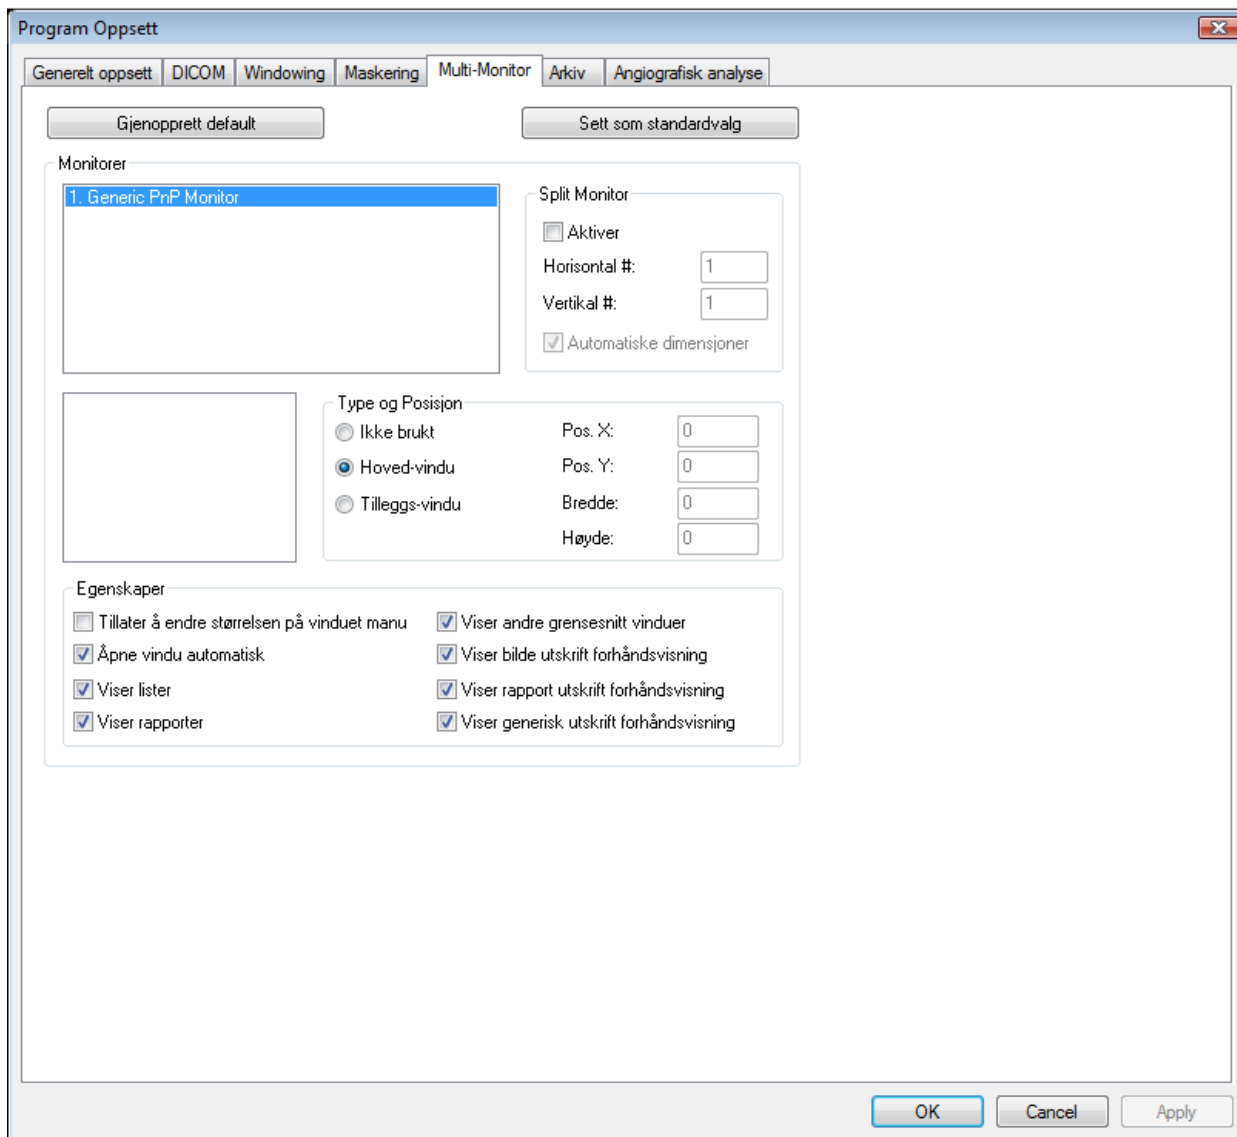 Program Oppsett
Generelt oppsett DICOM Windowing Maskering Multi-Monitor Arkiv Angiografisk analyse
Gjenopprett default Sett som standardvalg
Monitorer
1. Generic PnP Monitor
Split Monitor
Aktiver
Horisontal #: 1
Vertikal #: 1
Automatiske dimensjoner
Type og Posisjon
Ikke brukt Pos. X: 0
Hoved-vindu Pos. Y: 0
Tilleggs-vindu Bredde: 0
Høyde: 0
Egenskaper
Tillater å endre størrelsen på vinduet manu Viser andre grensesnitt vinduer
Åpne vindu automatisk Viser bilde utskrift forhåndsvisning
Viser lister Viser rapport utskrift forhåndsvisning
Viser rapporter Viser generisk utskrift forhåndsvisning
OK Cancel Apply